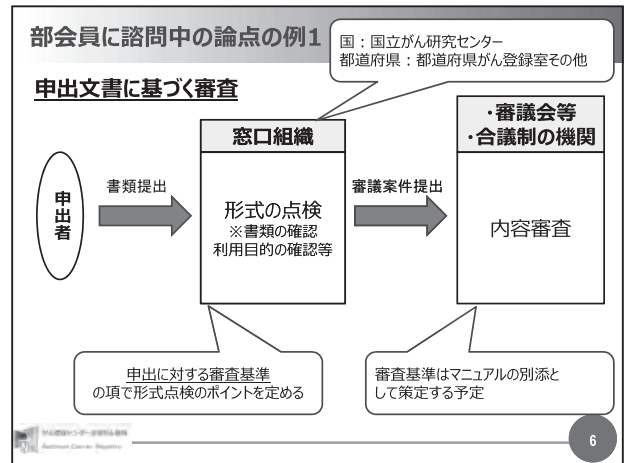 部会員に諮問中の論点の例1
国：国立がん研究センター
都道府県：都道府県がん登録室その他
申出文書に基づく審査
申出者
書類提出
窓口組織
形式の点検
※書類の確認
利用目的の確認等
審議案件提出
・審議会等
・合議制の機関
内容審査
申出に対する審査基準
の項で形式点検のポイントを定める
審査基準はマニュアルの別添と
して策定する予定
6